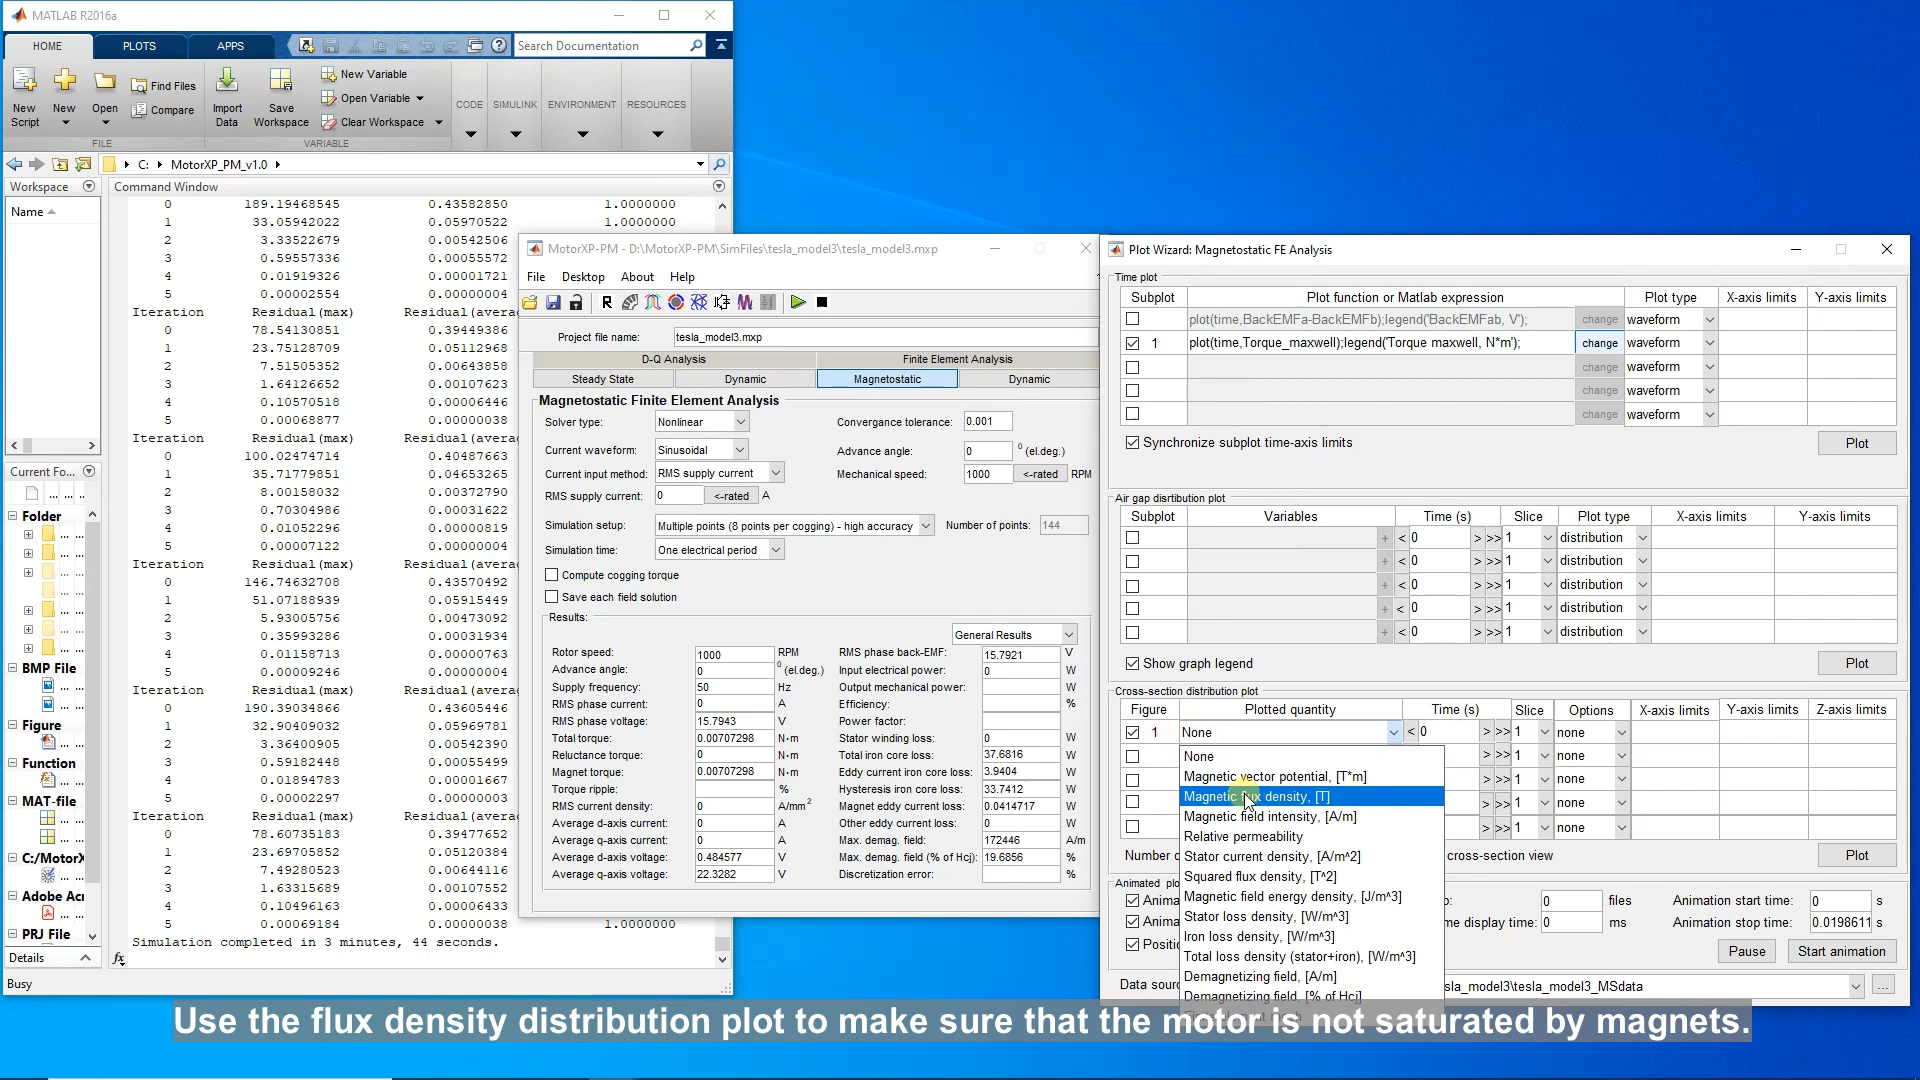 MATLAB R2016a
HOME PLOTS APPS Search Documentation
New Script New Open Find Files Compare Import Data Save Workspace New Variable Open Variable Clear Workspace CODE SIMULINK ENVIRONMENT RESOURCES
FILE VARIABLE
C: MotorXP_PM_v1.0
Workspace
Name
Current Fo...
Folder
BMP File
Figure
Function
MAT-file
C:/MotorX
Adobe Acr
PRJ File
Details
Busy
Command Window
0 189.19468545 0.43582850 1.0000000
1 33.05942022 0.05970522 1.0000000
2 3.33522679 0.00542506
3 0.59557336 0.00055572
4 0.01919326 0.00001721
5 0.00002554 0.00000004
Iteration Residual(max) Residual(avera
0 78.54130851 0.39449386
1 23.75128709 0.05112968
2 7.51505352 0.00643858
3 1.64126652 0.00107623
4 0.10570518 0.00006446
5 0.00068877 0.00000038
Iteration Residual(max) Residual(avera
0 100.02474714 0.40487663
1 35.71779851 0.04653265
2 8.00158032 0.00372790
3 0.70304986 0.00031622
4 0.01052296 0.00000819
5 0.00007122 0.00000004
Iteration Residual(max) Residual(avera
0 146.74632708 0.43570492
1 51.07188939 0.05915449
2 5.93005756 0.00473092
3 0.35993286 0.00031934
4 0.01158713 0.00000763
5 0.00009246 0.00000004
Iteration Residual(max) Residual(avera
0 190.39034866 0.43605446
1 32.90409032 0.05969781
2 3.36400905 0.00542306
3 0.59182448 0.00055499
4 0.01894783 0.00001671
5 0.00002297 0.00000004
Iteration Residual(max) Residual(avera
0 78.60735183 0.39477652
1 23.69705852 0.05120384
2 7.49280523 0.00644116
3 1.63315689 0.00107552
4 0.10496163 0.00006433
5 0.00069184 0.00000038 1.0000000
Simulation completed in 3 minutes, 44 seconds.
fx
MotorXP-PM - D:\MotorXP-PM\SimFiles\tesla_model3\tesla_model3.mxp
File Desktop About Help
R
Project file name: tesla_model3.mxp
D-Q Analysis Finite Element Analysis
Steady State Dynamic Magnetostatic Dynamic
Magnetostatic Finite Element Analysis
Solver type: Nonlinear Convergence tolerance: 0.001
Current waveform: Sinusoidal Advance angle: 0 0 (el.deg.)
Current input method: RMS supply current Mechanical speed: 1000 <-rated RPM
RMS supply current: 0 <-rated A
Simulation setup: Multiple points (8 points per cogging) - high accuracy Number of points: 144
Simulation time: One electrical period
Compute cogging torque
Save each field solution
Results:
General Results
Rotor speed: 1000 RPM RMS phase back-EMF: 15.7921 V
Advance angle: 0 0 (el.deg.) Input electrical power: 0 W
Supply frequency: 50 Hz Output mechanical power: W
RMS phase current: 0 A Efficiency: %
RMS phase voltage: 15.7943 V Power factor:
Total torque: 0.00707298 N·m Stator winding loss: 0 W
Reluctance torque: 0 N·m Total iron core loss: 37.6816 W
Magnet torque: 0.00707298 N·m Eddy current iron core loss: 3.9404 W
Torque ripple: % Hysteresis iron core loss: 33.7412 W
RMS current density: 0 A/mm2 Magnet eddy current loss: 0.0414717 W
Average d-axis current: 0 A Other eddy current loss: 0 W
Average q-axis current: 0 A Max. demag. field: 172446 A/m
Average d-axis voltage: 0.484577 V Max. demag. field (% of Hcj): 19.6856 %
Average q-axis voltage: 22.3282 V Discretization error: %
Plot Wizard: Magnetostatic FE Analysis
Time plot
Subplot Plot function or Matlab expression Plot type X-axis limits Y-axis limits
plot(time,BackEMFa-BackEMFb);legend('BackEMFab, V'); change waveform
1 plot(time,Torque_maxwell);legend('Torque maxwell, N*m'); change waveform
change waveform
change waveform
change waveform
Synchronize subplot time-axis limits Plot
Air gap disrtibution plot
Subplot Variables Time (s) Slice Plot type X-axis limits Y-axis limits
+ < 0 > >> 1 distribution
+ < 0 > >> 1 distribution
+ < 0 > >> 1 distribution
+ < 0 > >> 1 distribution
+ < 0 > >> 1 distribution
Show graph legend Plot
Cross-section distribution plot
Figure Plotted quantity Time (s) Slice Options X-axis limits Y-axis limits Z-axis limits
1 None < 0 > >> 1 none
> >> 1 none
> >> 1 none
> >> 1 none
> >> 1 none
None
Magnetic vector potential, [T*m]
Magnetic flux density, [T]
Magnetic field intensity, [A/m]
Relative permeability
Stator current density, [A/m^2]
Squared flux density, [T^2]
Magnetic field energy density, [J/m^3]
Stator loss density, [W/m^3]
Iron loss density, [W/m^3]
Total loss density (stator+iron), [W/m^3]
Demagnetizing field, [A/m]
Demagnetizing field, [% of Hcj]
Number o cross-section view Plot
Animated plo
Anima p: 0 files Animation start time: 0 s
Anima me display time: 0 ms Animation stop time: 0.0198611 s
Positio Pause Start animation
Data sourc sla_model3\tesla_model3_MSdata ...
Use the flux density distribution plot to make sure that the motor is not saturated by magnets.